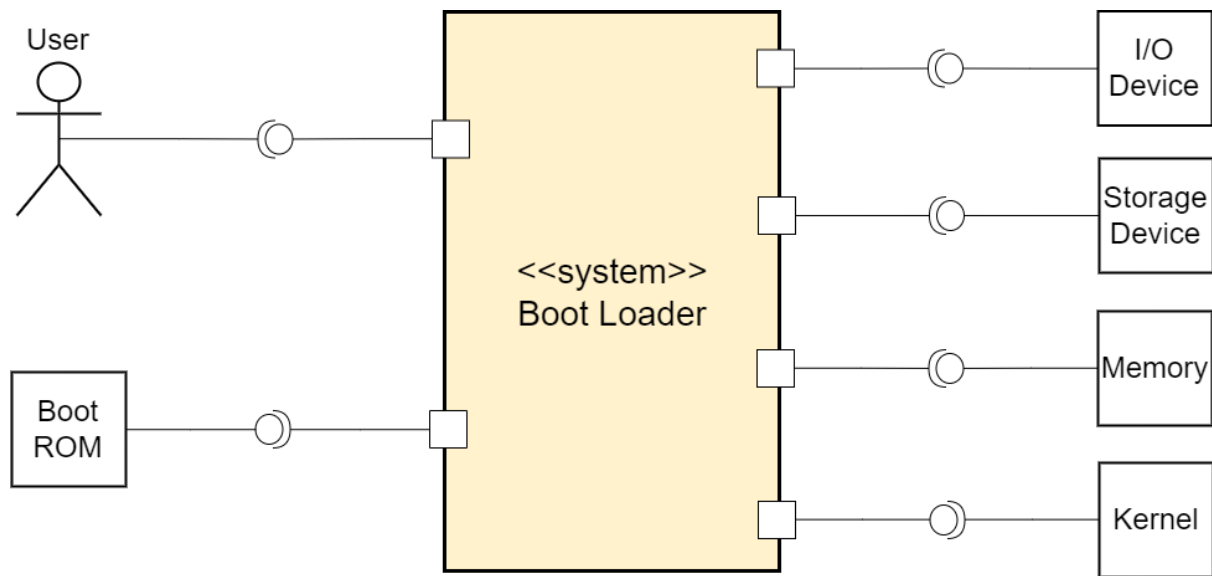 User
I/O
Device
Storage
Device
<<system>>
Boot Loader
Memory
Boot
ROM
Kernel